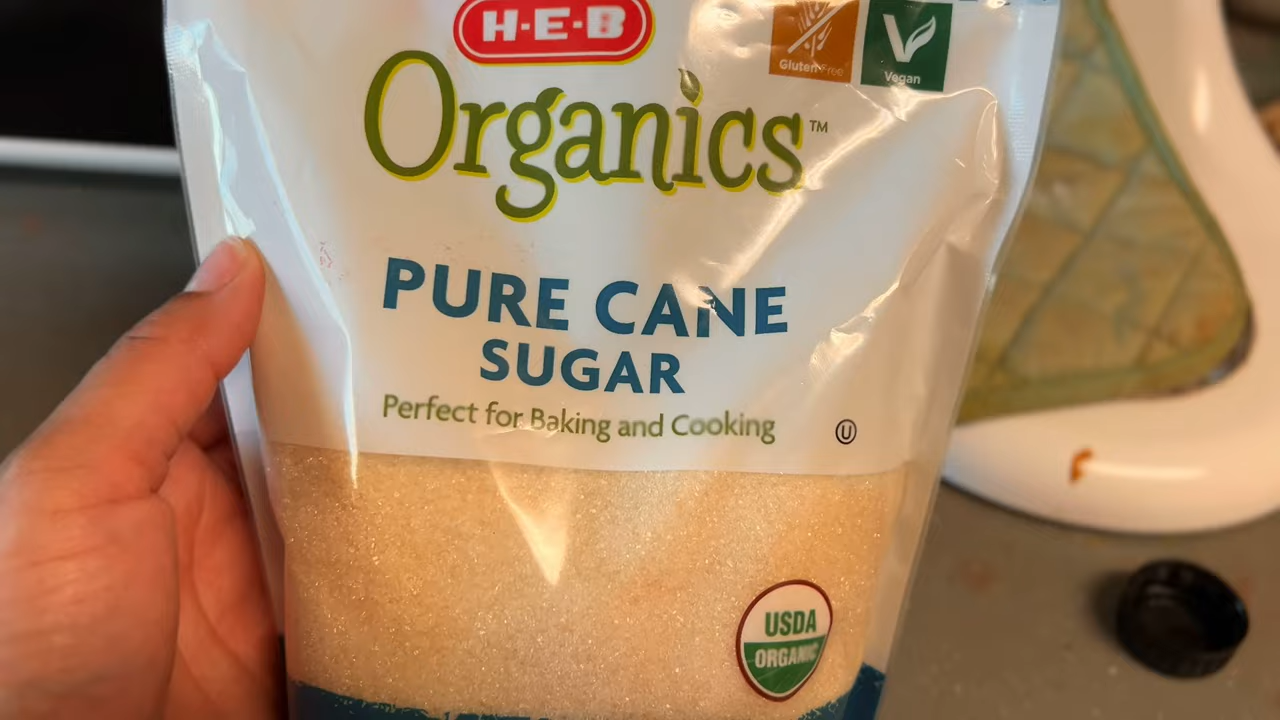 H-E-B
Gluten Free
Vegan
Organics™
PURE CANE
SUGAR
Perfect for Baking and Cooking
U
USDA
ORGANIC